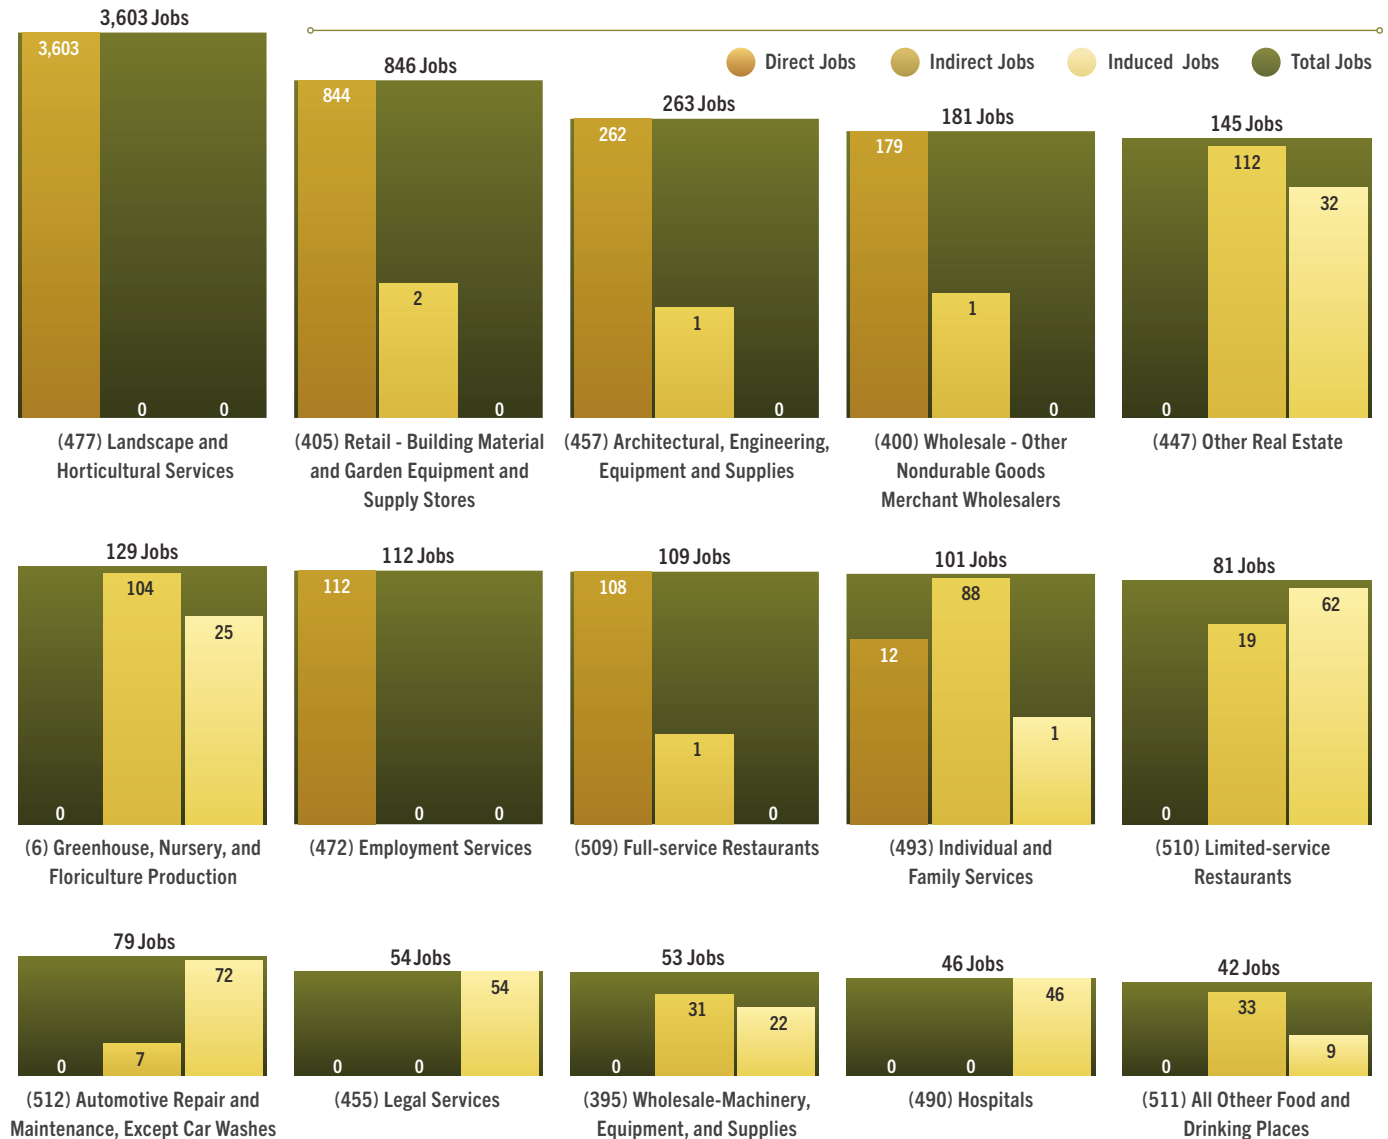 3,603 Jobs
Direct Jobs
Indirect Jobs
Induced Jobs
Total Jobs
3,603
0
0
(477) Landscape and
Horticultural Services
846 Jobs
844
2
0
(405) Retail - Building Material
and Garden Equipment and
Supply Stores
263 Jobs
262
1
0
(457) Architectural, Engineering,
Equipment and Supplies
181 Jobs
179
1
0
(400) Wholesale - Other
Nondurable Goods
Merchant Wholesalers
145 Jobs
0
112
32
(447) Other Real Estate
129 Jobs
0
104
25
(6) Greenhouse, Nursery, and
Floriculture Production
112 Jobs
112
0
0
(472) Employment Services
109 Jobs
108
1
0
(509) Full-service Restaurants
101 Jobs
12
88
1
(493) Individual and
Family Services
81 Jobs
0
19
62
(510) Limited-service
Restaurants
79 Jobs
0
7
72
(512) Automotive Repair and
Maintenance, Except Car Washes
54 Jobs
0
0
54
(455) Legal Services
53 Jobs
0
31
22
(395) Wholesale-Machinery,
Equipment, and Supplies
46 Jobs
0
0
46
(490) Hospitals
42 Jobs
0
33
9
(511) All Otheer Food and
Drinking Places